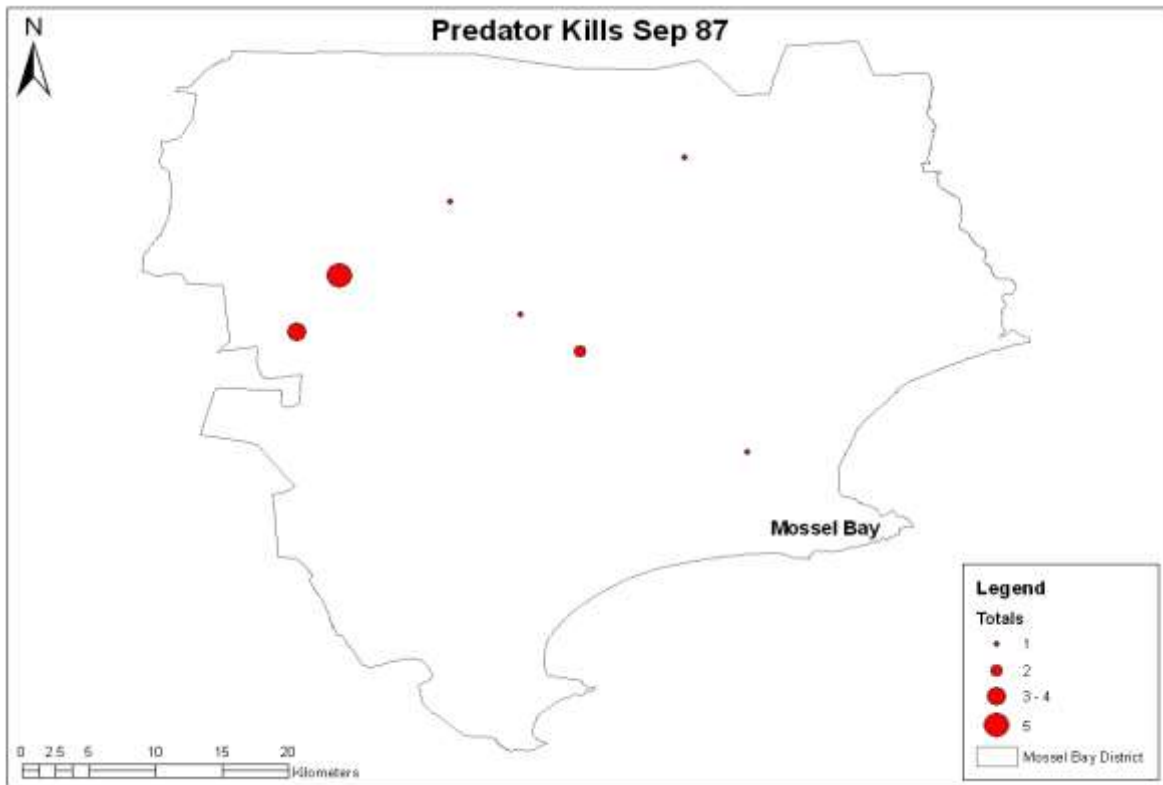 Predator Kills Sep 87
N
Mossel Bay
Legend
Totals
1
2
3 - 4
5
Mossel Bay District
0 2.5 5 10 15 20
Kilometers